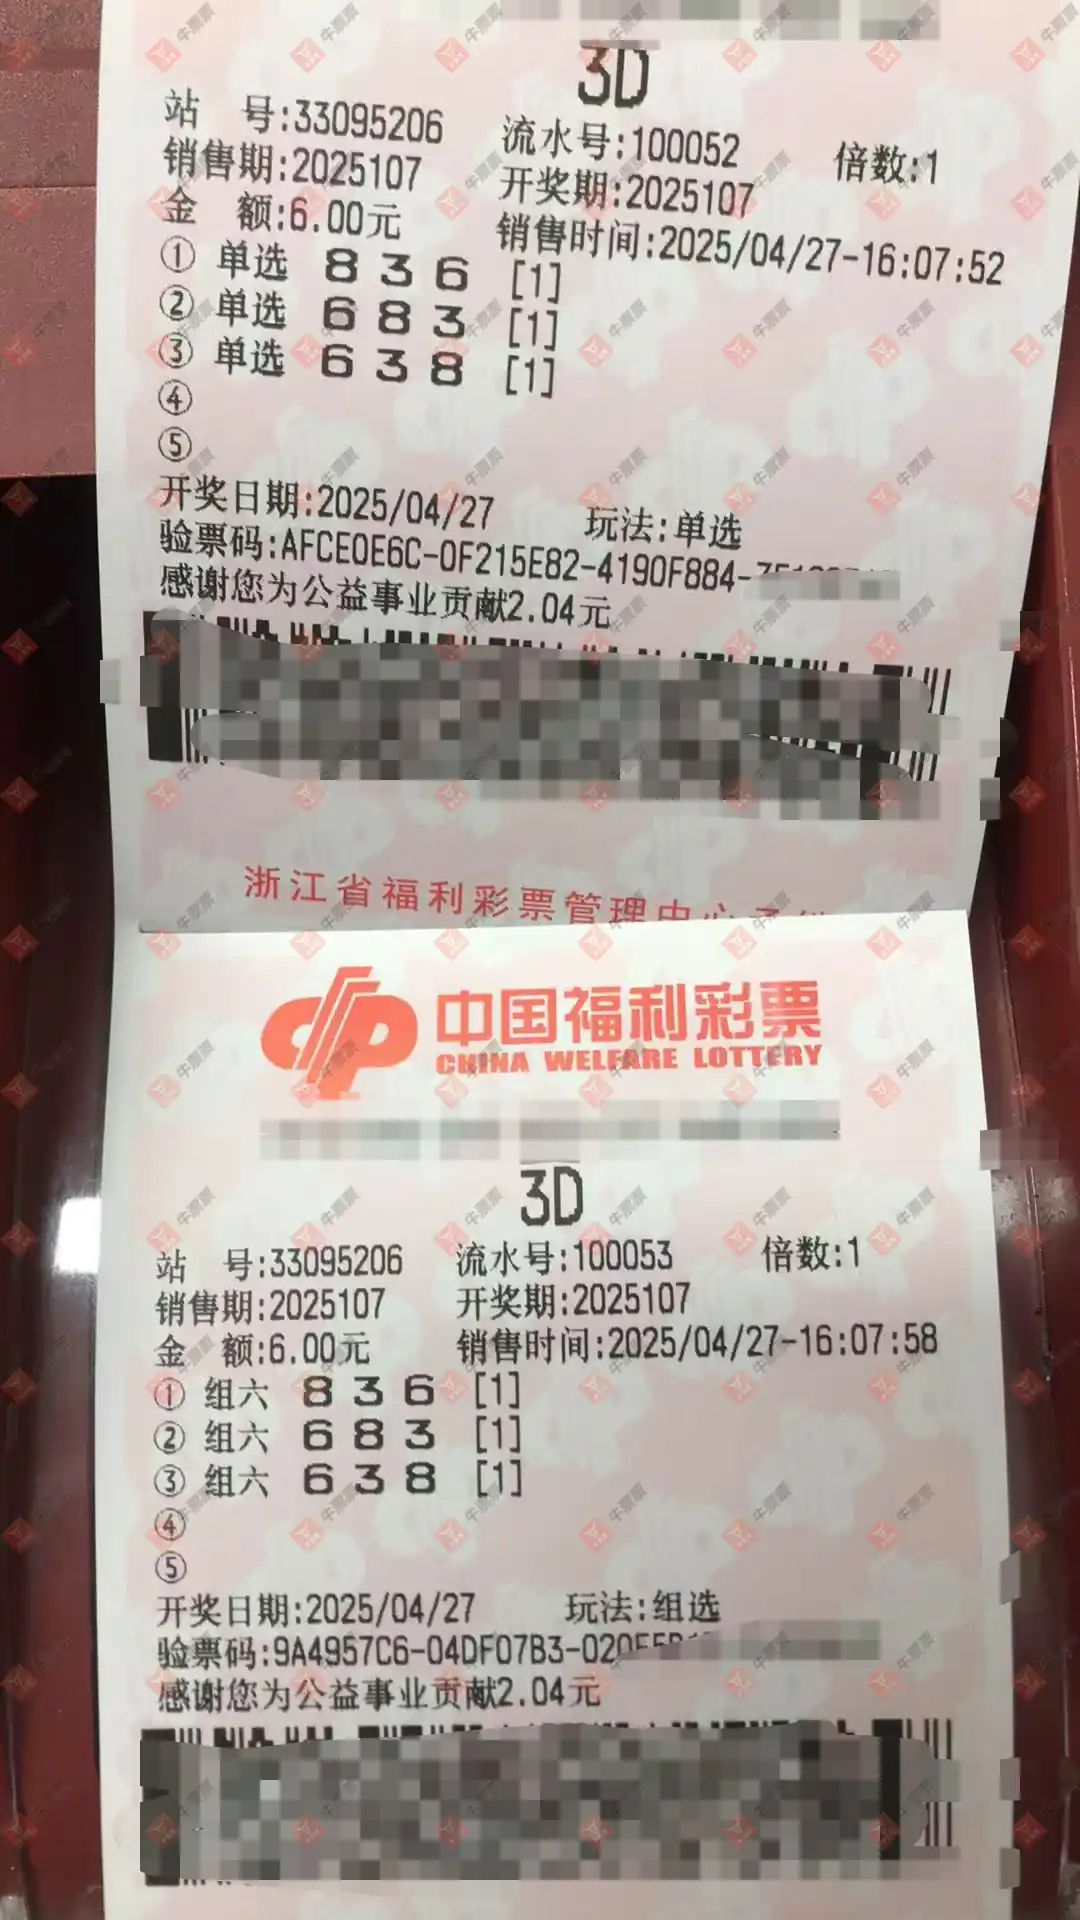 3D
站 号:33095206 流水号:100052 倍数:1
销售期:2025107 开奖期:2025107
金 额:6.00元 销售时间:2025/04/27-16:07:52
① 单选 8 3 6 [1]
② 单选 6 8 3 [1]
③ 单选 6 3 8 [1]
④
⑤
开奖日期:2025/04/27 玩法:单选
验票码:AFCE0E6C-0F215E82-4190F884-
感谢您为公益事业贡献2.04元
浙江省福利彩票管理中心
中国福利彩票
CHINA WELFARE LOTTERY
3D
站 号:33095206 流水号:100053 倍数:1
销售期:2025107 开奖期:2025107
金 额:6.00元 销售时间:2025/04/27-16:07:58
① 组六 8 3 6 [1]
② 组六 6 8 3 [1]
③ 组六 6 3 8 [1]
④
⑤
开奖日期:2025/04/27 玩法:组选
验票码:9A4957C6-04DF07B3-020
感谢您为公益事业贡献2.04元
牛票票